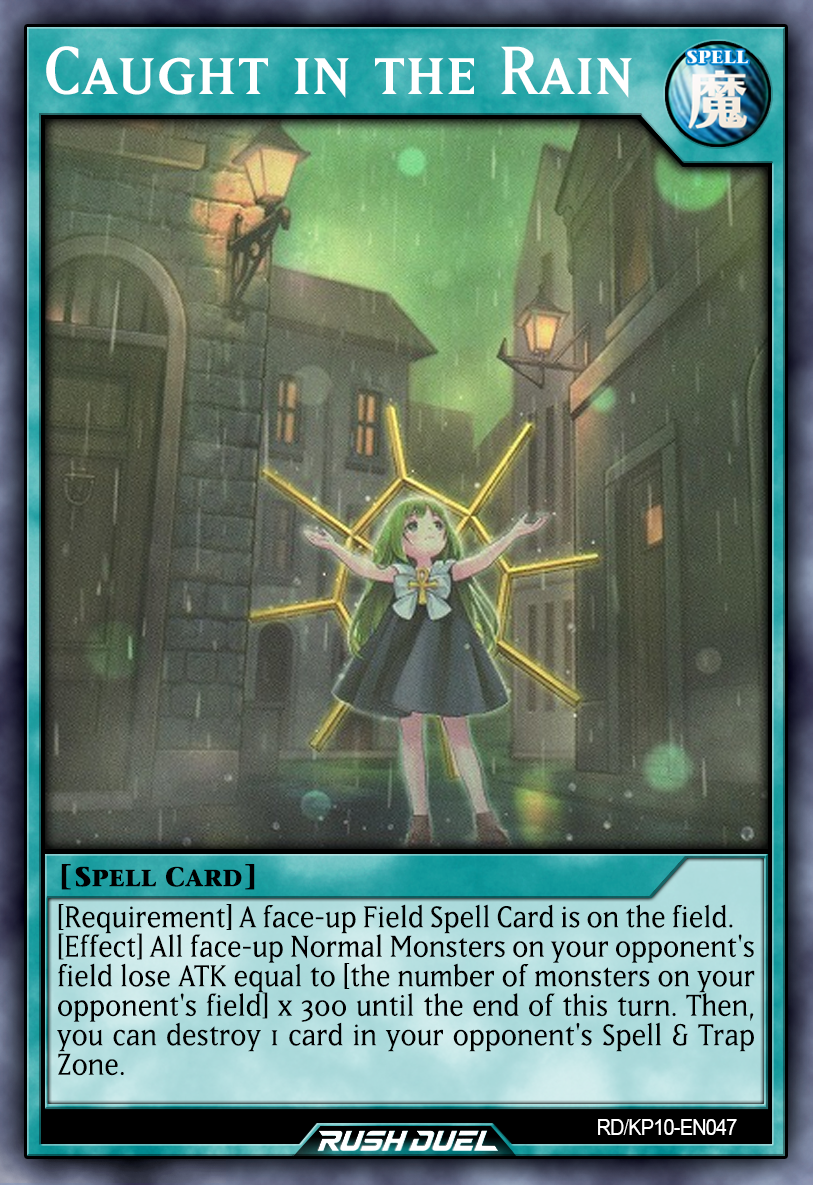 Caught in the Rain
SPELL
魔
[Spell Card]
[Requirement] A face-up Field Spell Card is on the field.
[Effect] All face-up Normal Monsters on your opponent's
field lose ATK equal to [the number of monsters on your
opponent's field] x 300 until the end of this turn. Then,
you can destroy 1 card in your opponent's Spell & Trap
Zone.
RD/KP10-EN047
RUSH DUEL